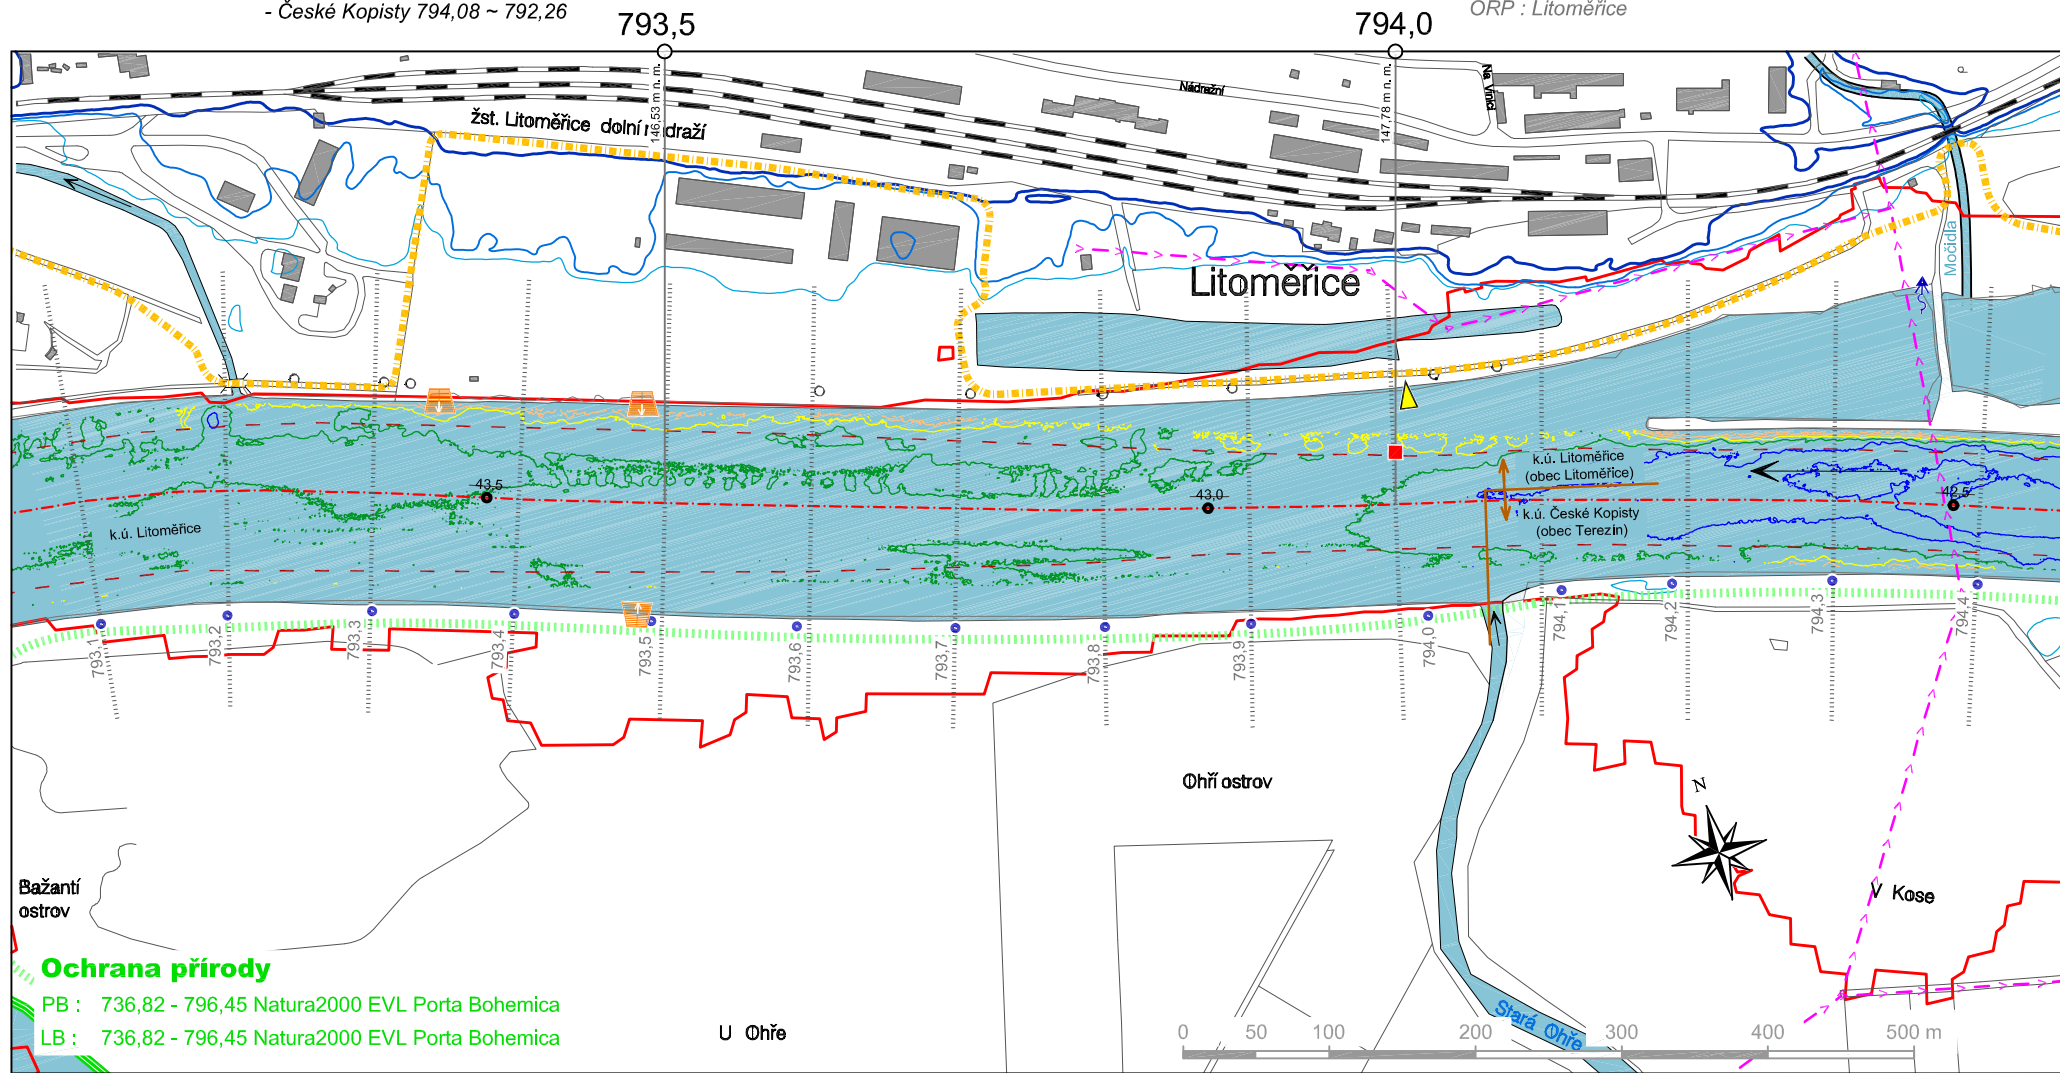 - České Kopisty 794,08 ~ 792,26
793,5
794,0
ORP : Litoměřice
146,53 m n. m.
147,78 m n. m.
Nádražní
Na Vinici
žst. Litoměřice dolní nádraží
Litoměřice
Močidla
43,5
43,0
42,5
k.ú. Litoměřice
(obec Litoměřice)
k.ú. České Kopisty
(obec Terezín)
k.ú. Litoměřice
793,1
793,2
793,3
793,4
793,5
793,6
793,7
793,8
793,9
794,0
794,1
794,2
794,3
794,4
Ohří ostrov
N
V Kose
Bažantí
ostrov
Ochrana přírody
PB : 736,82 - 796,45 Natura2000 EVL Porta Bohemica
LB : 736,82 - 796,45 Natura2000 EVL Porta Bohemica
U Ohře
Stará Ohře
0 50 100 200 300 400 500 m